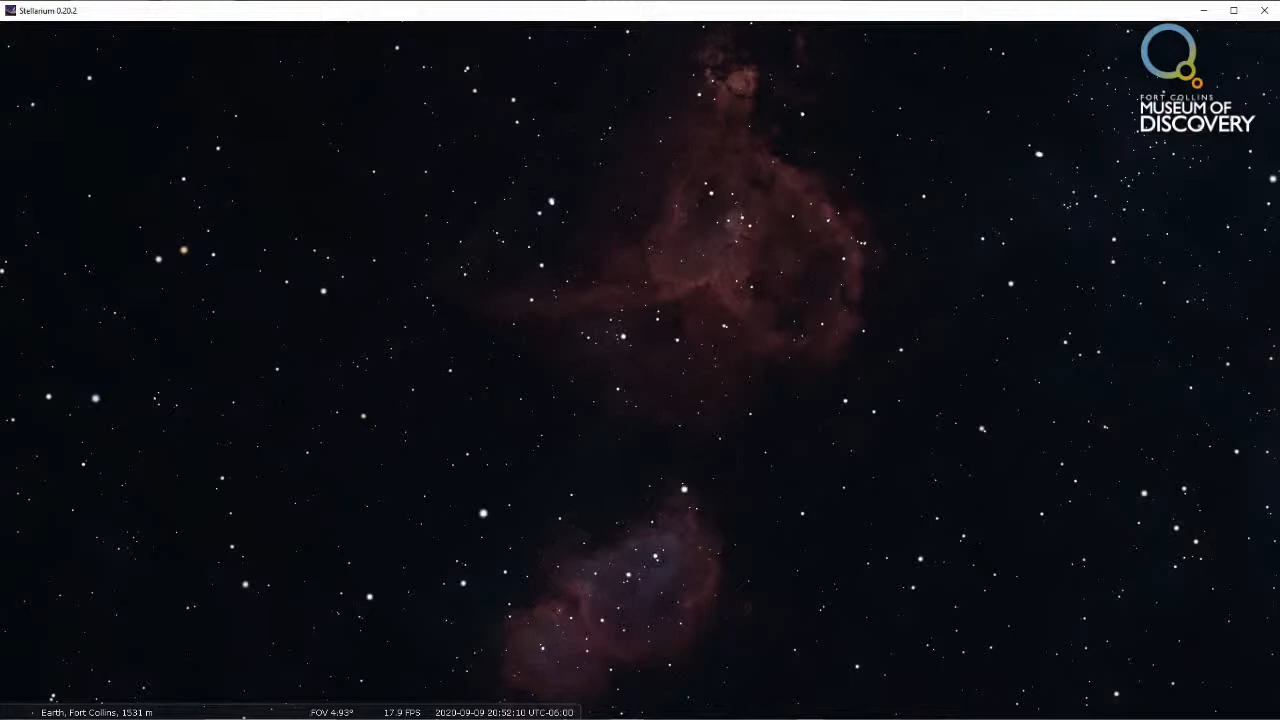 Stellarium 0.20.2
FORT COLLINS
MUSEUM OF
DISCOVERY
Earth, Fort Collins, 1531 m
FOV 4.93°
17.9 FPS
2020-09-09 20:52:10 UTC-06:00